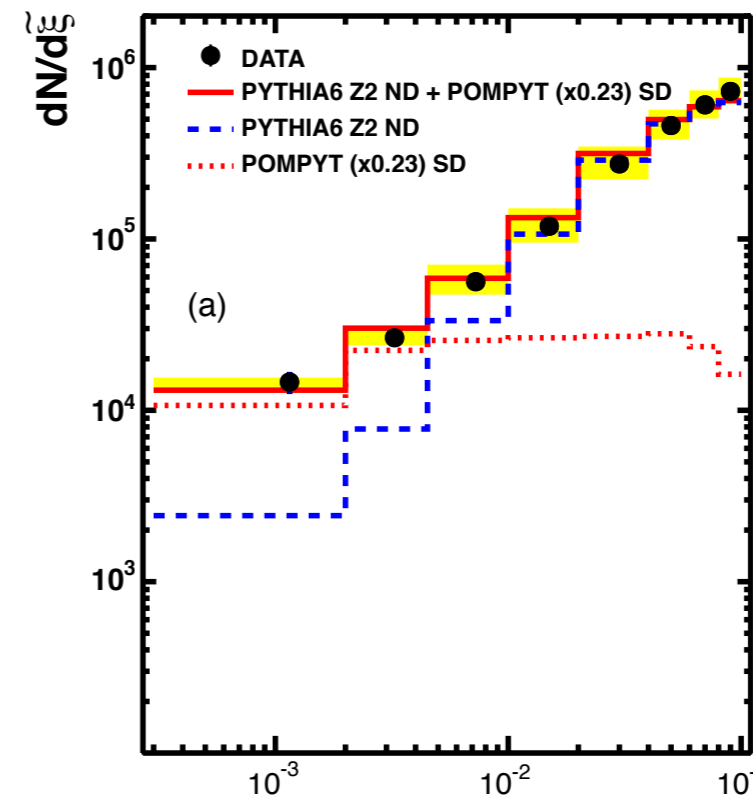 dN/dξ̃
10⁶
DATA
PYTHIA6 Z2 ND + POMPYT (x0.23) SD
PYTHIA6 Z2 ND
POMPYT (x0.23) SD
10⁵
(a)
10⁴
10³
10⁻³ 10⁻² 10